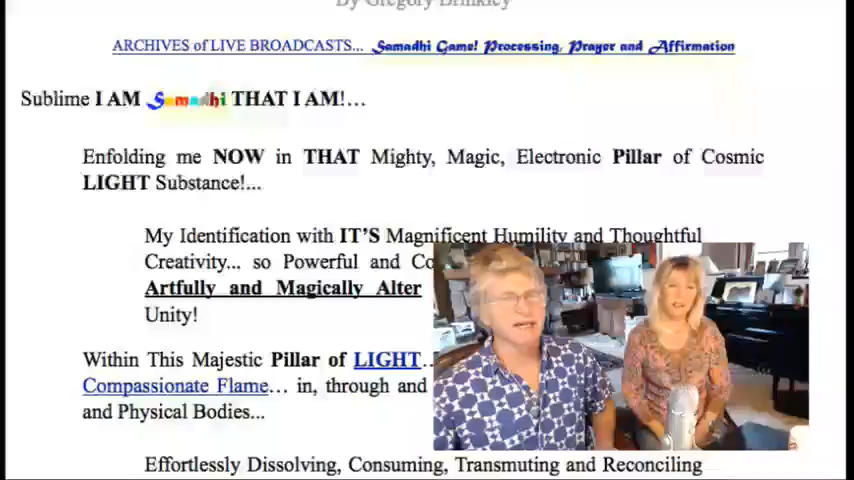 By Gregory Brinkley
ARCHIVES of LIVE BROADCASTS... Samadhi Game! Processing, Prayer and Affirmation
Sublime I AM Samadhi THAT I AM!...
Enfolding me NOW in THAT Mighty, Magic, Electronic Pillar of Cosmic
LIGHT Substance!...
My Identification with IT'S Magnificent Humility and Thoughtful
Creativity... so Powerful and
Artfully and Magically Alter
Unity!
Within This Majestic Pillar of LIGHT...
Compassionate Flame... in, through and
and Physical Bodies...
Effortlessly Dissolving, Consuming, Transmuting and Reconciling